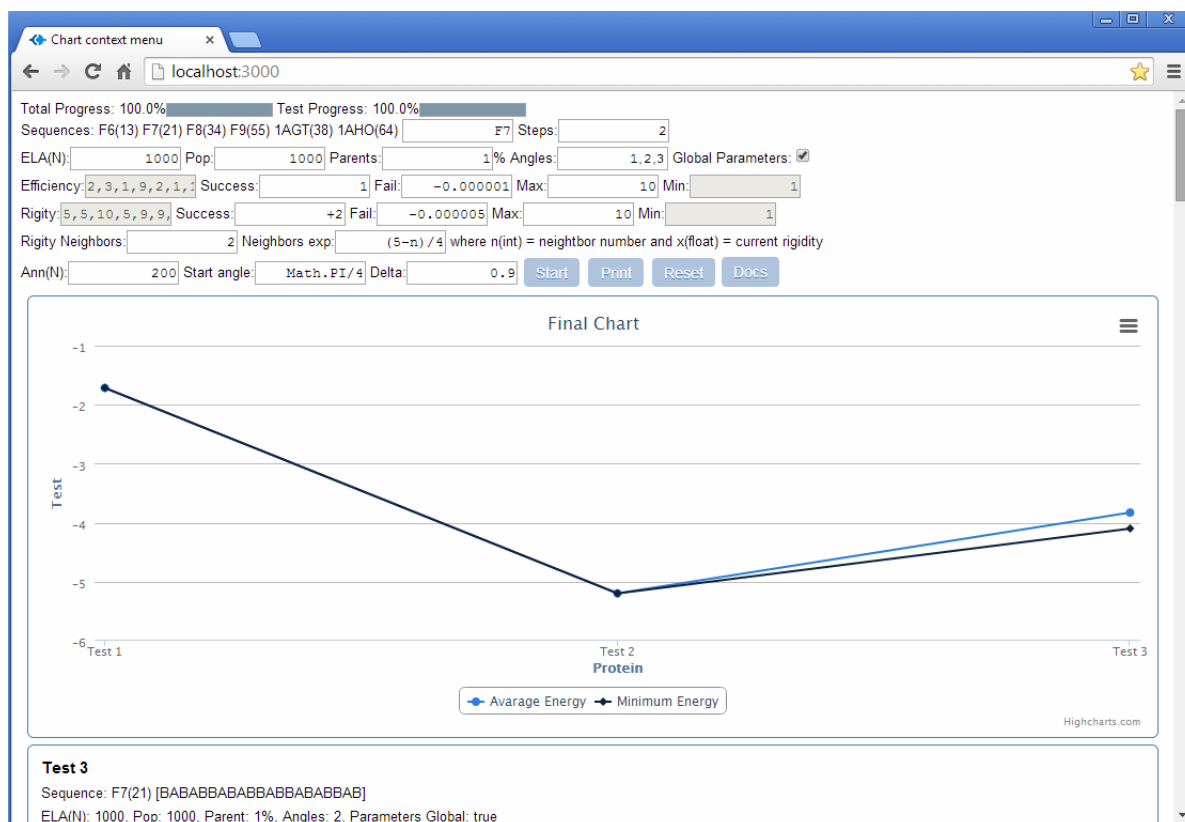 Chart context menu
localhost:3000
Total Progress: 100.0% Test Progress: 100.0%
Sequences: F6(13) F7(21) F8(34) F9(55) 1AGT(38) 1AHO(64) F7 Steps: 2
ELA(N): 1000 Pop: 1000 Parents: 1% Angles: 1,2,3 Global Parameters:
Efficiency: 2,3,1,9,2,1,1 Success: 1 Fail: -0.000001 Max: 10 Min: 1
Rigity: 5,5,10,5,9,9, Success: +2 Fail: -0.000005 Max: 10 Min: 1
Rigity Neighbors: 2 Neighbors exp: (5-n)/4 where n(int) = neightbor number and x(float) = current rigidity
Ann(N): 200 Start angle: Math.PI/4 Delta: 0.9 Start Print Reset Docs
Final Chart
-1
-2
-3
-4
-5
-6
Test
Test 1 Test 2 Test 3
Protein
Avarage Energy Minimum Energy
Highcharts.com
Test 3
Sequence: F7(21) [BABABBABABBABBABABBAB]
ELA(N): 1000, Pop: 1000, Parent: 1%, Angles: 2, Parameters Global: true